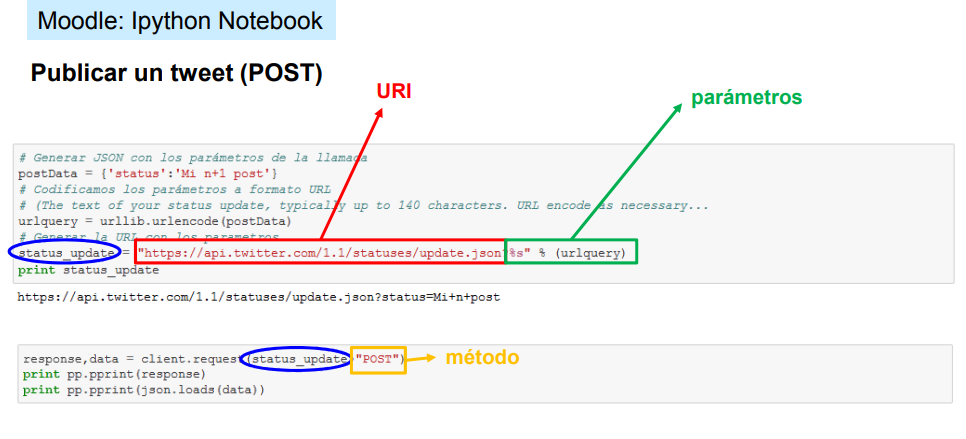 Moodle: Ipython Notebook
Publicar un tweet (POST)
URI
parámetros
# Generar JSON con los parámetros de la llamada
postData = {'status':'Mi n+1 post'}
# Codificamos los parámetros a formato URL
# (The text of your status update, typically up to 140 characters. URL encode as necessary...
urlquery = urllib.urlencode(postData)
# Generar la URL con los parametros
status_update = "https://api.twitter.com/1.1/statuses/update.json?%s" % (urlquery)
print status_update
https://api.twitter.com/1.1/statuses/update.json?status=Mi+n+post
response,data = client.request(status_update,"POST")
método
print pp.pprint(response)
print pp.pprint(json.loads(data))